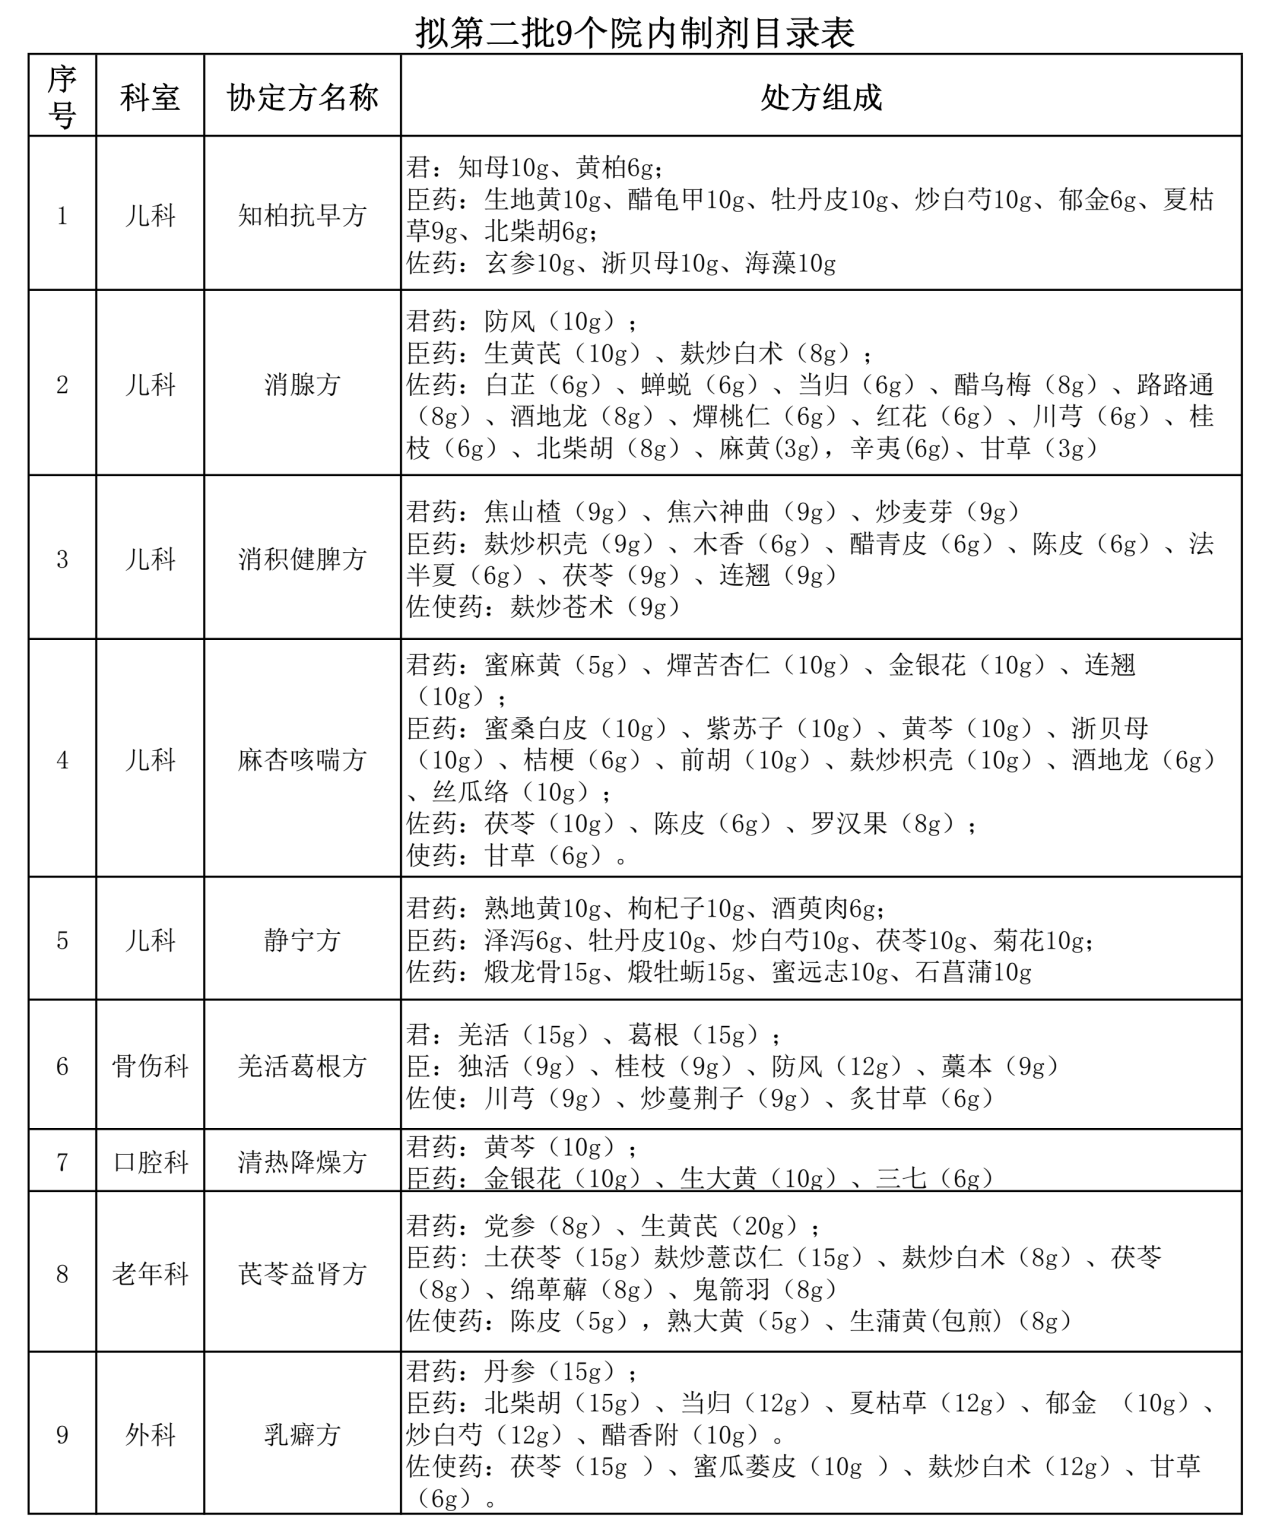 拟第二批9个院内制剂目录表
序号
科室
协定方名称
处方组成
1
儿科
知柏抗早方
君：知母10g、黄柏6g；
臣药：生地黄10g、醋龟甲10g、牡丹皮10g、炒白芍10g、郁金6g、夏枯
草9g、北柴胡6g；
佐药：玄参10g、浙贝母10g、海藻10g
2
儿科
消腺方
君药：防风（10g）；
臣药：生黄芪（10g）、麸炒白术（8g）；
佐药：白芷（6g）、蝉蜕（6g）、当归（6g）、醋乌梅（8g）、路路通
（8g）、酒地龙（8g）、燀桃仁（6g）、红花（6g）、川芎（6g）、桂
枝（6g）、北柴胡（8g）、麻黄(3g)，辛夷(6g)、甘草（3g）
3
儿科
消积健脾方
君药：焦山楂（9g）、焦六神曲（9g）、炒麦芽（9g）
臣药：麸炒枳壳（9g）、木香（6g）、醋青皮（6g）、陈皮（6g）、法
半夏（6g）、茯苓（9g）、连翘（9g）
佐使药：麸炒苍术（9g）
4
儿科
麻杏咳喘方
君药：蜜麻黄（5g）、燀苦杏仁（10g）、金银花（10g）、连翘
（10g）；
臣药：蜜桑白皮（10g）、紫苏子（10g）、黄芩（10g）、浙贝母
（10g）、桔梗（6g）、前胡（10g）、麸炒枳壳（10g）、酒地龙（6g）
、丝瓜络（10g）；
佐药：茯苓（10g）、陈皮（6g）、罗汉果（8g）；
使药：甘草（6g）。
5
儿科
静宁方
君药：熟地黄10g、枸杞子10g、酒萸肉6g；
臣药：泽泻6g、牡丹皮10g、炒白芍10g、茯苓10g、菊花10g；
佐药：煅龙骨15g、煅牡蛎15g、蜜远志10g、石菖蒲10g
6
骨伤科
羌活葛根方
君：羌活（15g）、葛根（15g）；
臣：独活（9g）、桂枝（9g）、防风（12g）、藁本（9g）
佐使：川芎（9g）、炒蔓荆子（9g）、炙甘草（6g）
7
口腔科
清热降燥方
君药：黄芩（10g）；
臣药：金银花（10g）、生大黄（10g）、三七（6g）
8
老年科
芪苓益肾方
君药：党参（8g）、生黄芪（20g）；
臣药: 土茯苓（15g）麸炒薏苡仁（15g）、麸炒白术（8g）、茯苓
（8g）、绵萆薢（8g）、鬼箭羽（8g）
佐使药：陈皮（5g），熟大黄（5g）、生蒲黄(包煎)（8g）
9
外科
乳癖方
君药：丹参（15g）；
臣药：北柴胡（15g）、当归（12g）、夏枯草（12g）、郁金 （10g）、
炒白芍（12g）、醋香附（10g）。
佐使药：茯苓（15g ）、蜜瓜蒌皮（10g ）、麸炒白术（12g）、甘草
（6g）。